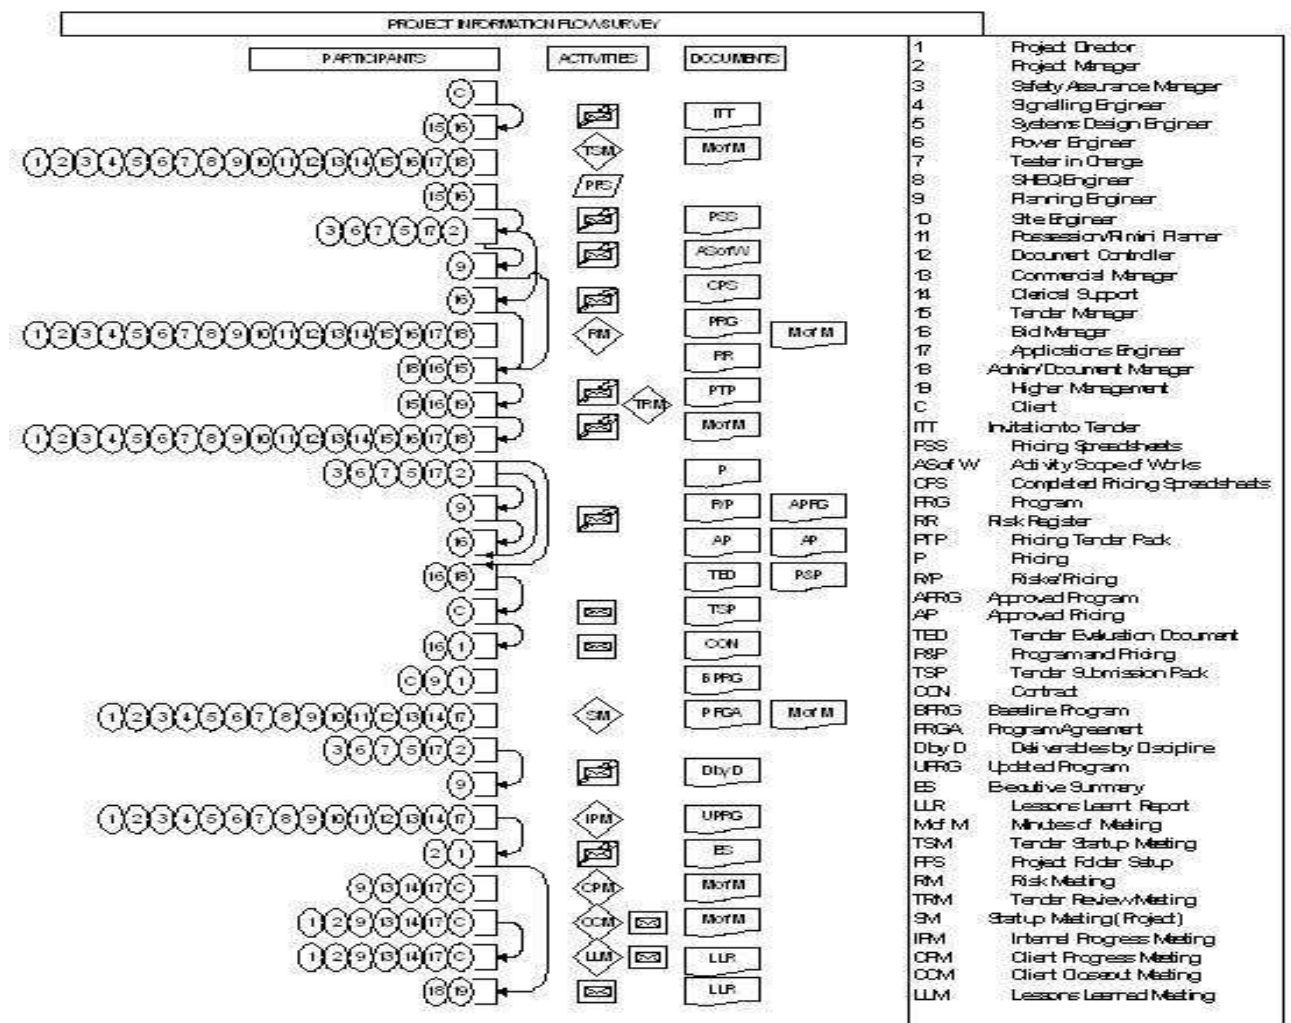 PROJECT INFORMATION FLOW/SURVEY
PARTICIPANTS ACTIVITIES DOCUMENTS
C
15 16 ITT
1 2 3 4 5 6 7 8 9 10 11 12 13 14 15 16 17 18 TSM M of M
15 16 PFS
3 6 7 5 17 2 PSS
9 AS of W
16 CPS
1 2 3 4 5 6 7 8 9 10 11 12 13 14 15 16 17 18 RM PRG M of M
18 16 15 RR
15 16 19 TRM PTP
1 2 3 4 5 6 7 8 9 10 11 12 13 14 15 16 17 18 M of M
3 6 7 5 17 2 P
9 R/P APRG
16 AP AP
16 18 TED P&P
C TSP
16 1 CON
C 9 1 BPRG
1 2 3 4 5 6 7 8 9 10 11 12 13 14 17 SM PRGA M of M
3 6 7 5 17 2
9 D by D
1 2 3 4 5 6 7 8 9 10 11 12 13 14 17 IPM UPRG
2 1 ES
9 13 14 17 C CPM M of M
1 2 9 13 14 17 C CCM M of M
1 2 9 13 14 17 C LLM LLR
18 19 LLR
1 Project Director
2 Project Manager
3 Safety Assurance Manager
4 Signalling Engineer
5 Systems Design Engineer
6 Power Engineer
7 Tester in Charge
8 SHEQ Engineer
9 Planning Engineer
10 Site Engineer
11 Possession/Rimini Planner
12 Document Controller
13 Commercial Manager
14 Clerical Support
15 Tender Manager
16 Bid Manager
17 Applications Engineer
18 Admin/Document Manager
19 Higher Management
C Client
ITT Invitation to Tender
PSS Pricing Spreadsheets
AS of W Activity Scope of Works
CPS Completed Pricing Spreadsheets
PRG Program
RR Risk Register
PTP Pricing Tender Pack
P Pricing
R/P Risks/Pricing
APRG Approved Program
AP Approved Pricing
TED Tender Evaluation Document
P&P Program and Pricing
TSP Tender Submission Pack
CON Contract
BPRG Baseline Program
PRGA Program Agreement
D by D Deliverables by Discipline
UPRG Updated Program
ES Executive Summary
LLR Lessons Learnt Report
M of M Minutes of Meeting
TSM Tender Startup Meeting
PFS Project Folder Setup
RM Risk Meeting
TRM Tender Review Meeting
SM Startup Meeting (Project)
IPM Internal Progress Meeting
CPM Client Progress Meeting
CCM Client Closeout Meeting
LLM Lessons Learned Meeting